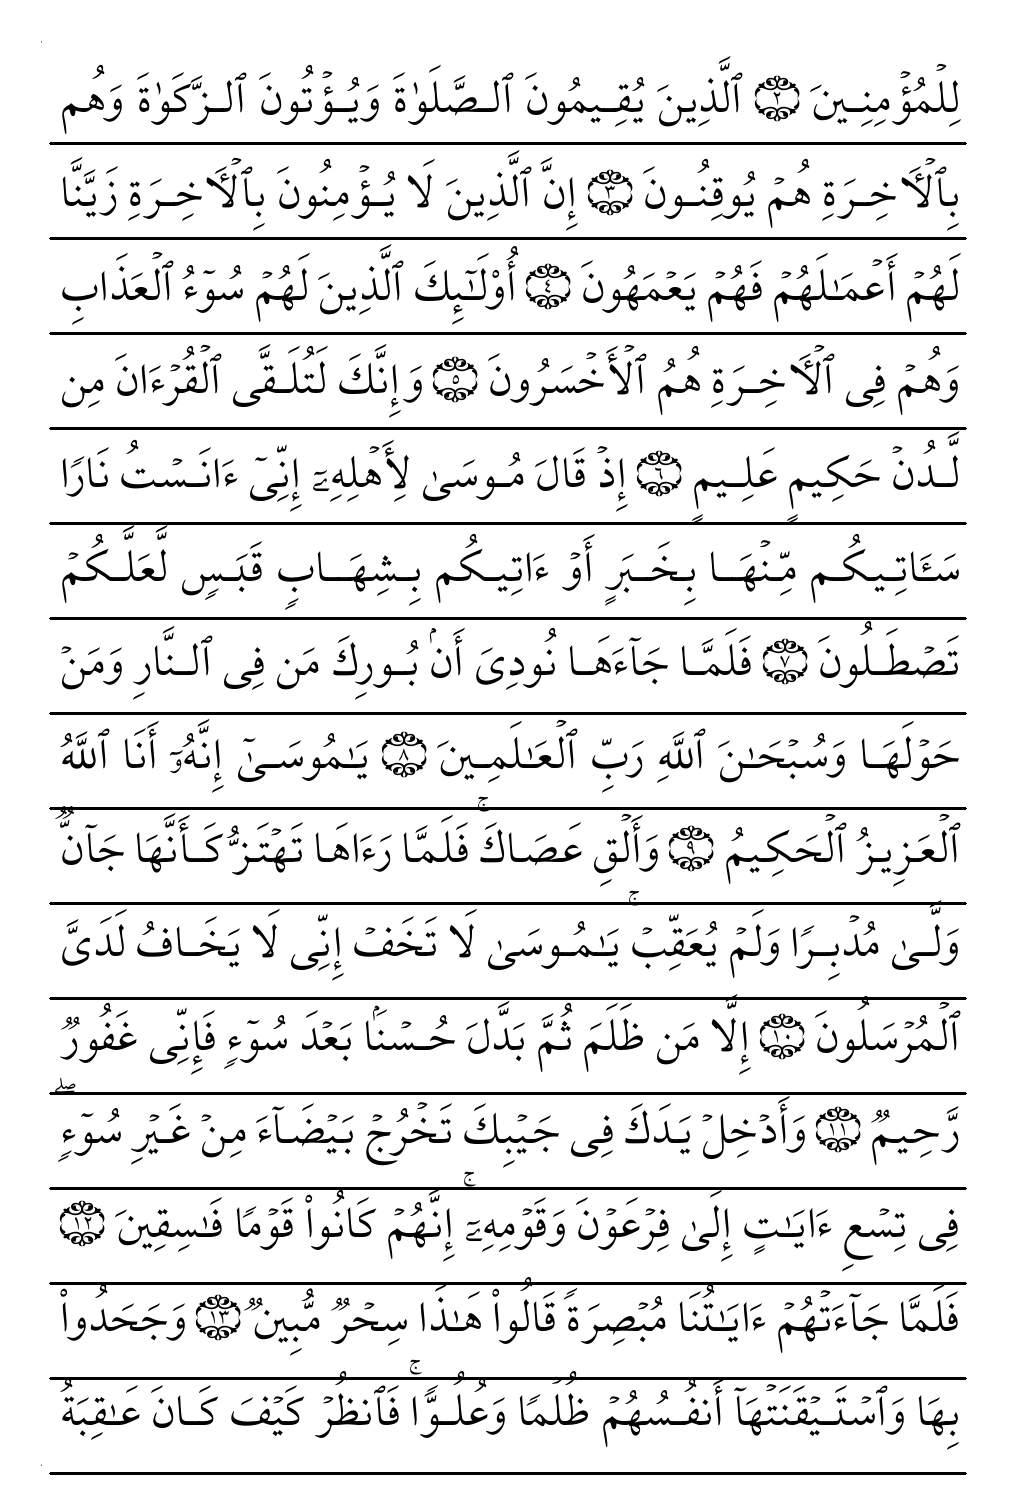 لِلۡمُؤۡمِنِينَ ٢ ٱلَّذِينَ يُقِيمُونَ ٱلصَّلَوٰةَ وَيُؤۡتُونَ ٱلزَّكَوٰةَ وَهُم
بِٱلۡأٓخِرَةِ هُمۡ يُوقِنُونَ ٣ إِنَّ ٱلَّذِينَ لَا يُؤۡمِنُونَ بِٱلۡأٓخِرَةِ زَيَّنَّا
لَهُمۡ أَعۡمَٰلَهُمۡ فَهُمۡ يَعۡمَهُونَ ٤ أُوْلَٰٓئِكَ ٱلَّذِينَ لَهُمۡ سُوٓءُ ٱلۡعَذَابِ
وَهُمۡ فِي ٱلۡأٓخِرَةِ هُمُ ٱلۡأَخۡسَرُونَ ٥ وَإِنَّكَ لَتُلَقَّى ٱلۡقُرۡءَانَ مِن
لَّدُنۡ حَكِيمٍ عَلِيمٍ ٦ إِذۡ قَالَ مُوسَىٰ لِأَهۡلِهِۦٓ إِنِّيٓ ءَانَسۡتُ نَارٗا
سَـَٔاتِيكُم مِّنۡهَا بِخَبَرٍ أَوۡ ءَاتِيكُم بِشِهَابٖ قَبَسٖ لَّعَلَّكُمۡ
تَصۡطَلُونَ ٧ فَلَمَّا جَآءَهَا نُودِيَ أَنۢ بُورِكَ مَن فِي ٱلنَّارِ وَمَنۡ
حَوۡلَهَا وَسُبۡحَٰنَ ٱللَّهِ رَبِّ ٱلۡعَٰلَمِينَ ٨ يَٰمُوسَىٰٓ إِنَّهُۥٓ أَنَا ٱللَّهُ
ٱلۡعَزِيزُ ٱلۡحَكِيمُ ٩ وَأَلۡقِ عَصَاكَۚ فَلَمَّا رَءَاهَا تَهۡتَزُّ كَأَنَّهَا جَآنّٞ
وَلَّىٰ مُدۡبِرٗا وَلَمۡ يُعَقِّبۡۚ يَٰمُوسَىٰ لَا تَخَفۡ إِنِّي لَا يَخَافُ لَدَيَّ
ٱلۡمُرۡسَلُونَ ١٠ إِلَّا مَن ظَلَمَ ثُمَّ بَدَّلَ حُسۡنَۢا بَعۡدَ سُوٓءٖ فَإِنِّي غَفُورٞ
رَّحِيمٞ ١١ وَأَدۡخِلۡ يَدَكَ فِي جَيۡبِكَ تَخۡرُجۡ بَيۡضَآءَ مِنۡ غَيۡرِ سُوٓءٖۖ
فِي تِسۡعِ ءَايَٰتٍ إِلَىٰ فِرۡعَوۡنَ وَقَوۡمِهِۦٓۚ إِنَّهُمۡ كَانُواْ قَوۡمٗا فَٰسِقِينَ ١٢
فَلَمَّا جَآءَتۡهُمۡ ءَايَٰتُنَا مُبۡصِرَةٗ قَالُواْ هَٰذَا سِحۡرٞ مُّبِينٞ ١٣ وَجَحَدُواْ
بِهَا وَٱسۡتَيۡقَنَتۡهَآ أَنفُسُهُمۡ ظُلۡمٗا وَعُلُوّٗاۚ فَٱنظُرۡ كَيۡفَ كَانَ عَٰقِبَةُ